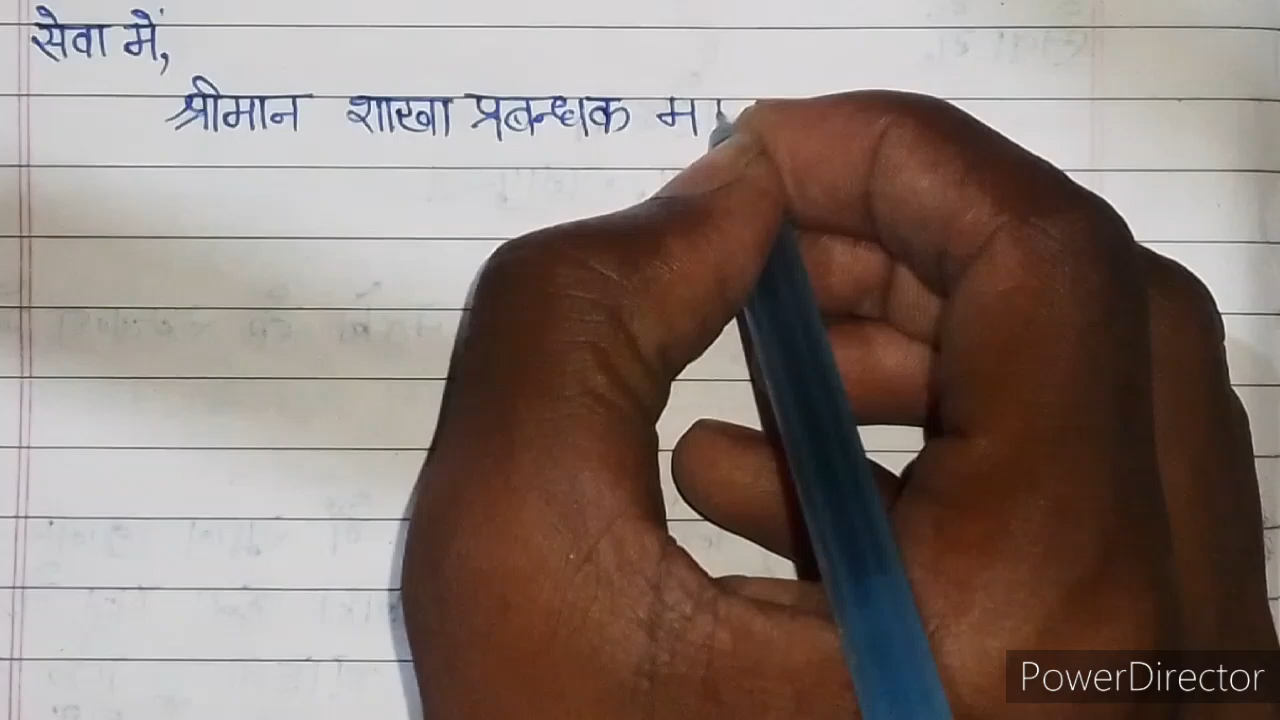 सेवा में,
श्रीमान शाखा प्रबन्धक म
PowerDirector